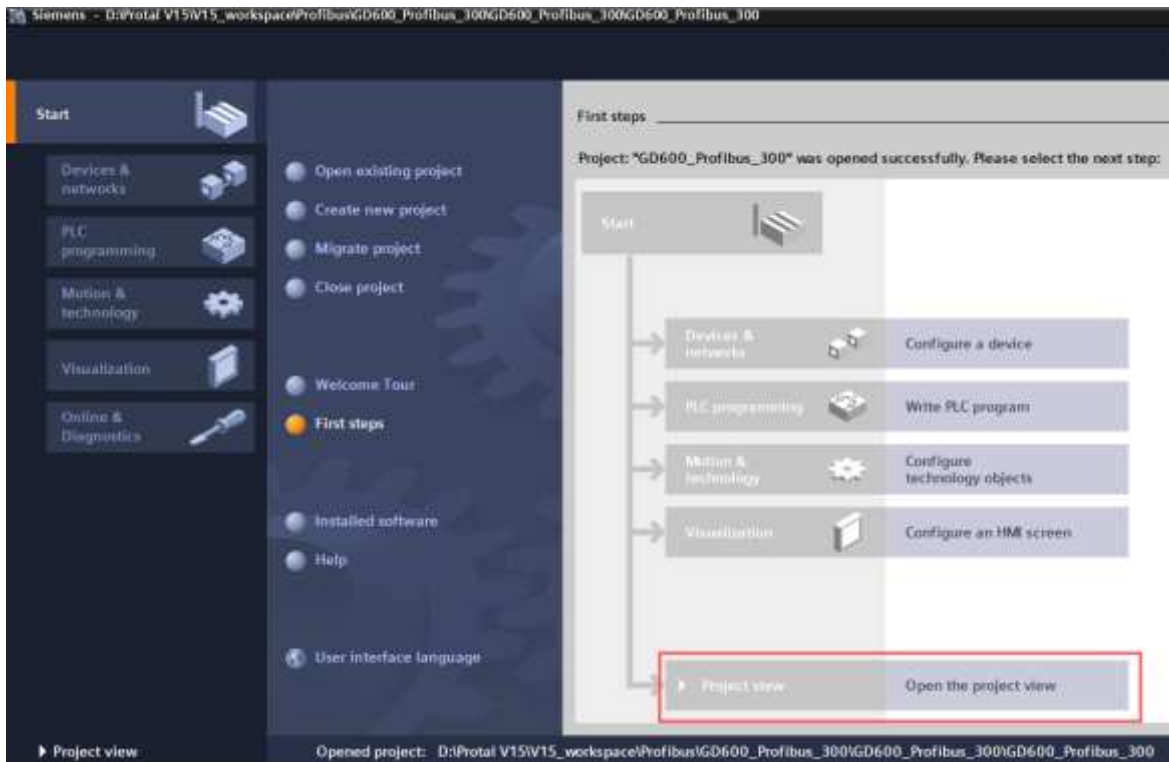 Siemens - D:\Protal V15\V15_workspace\Profibus\GD600_Profibus_300\GD600_Profibus_300\GD600_Profibus_300
Start
Devices &
networks
PLC
programming
Motion &
technology
Visualization
Online &
Diagnostics
Open existing project
Create new project
Migrate project
Close project
Welcome Tour
First steps
Installed software
Help
User interface language
First steps
Project: "GD600_Profibus_300" was opened successfully. Please select the next step:
Start
Devices &
networks
Configure a device
PLC programming
Write PLC program
Motion &
technology
Configure
technology objects
Visualization
Configure an HMI screen
Project view
Open the project view
Project view
Opened project: D:\Protal V15\V15_workspace\Profibus\GD600_Profibus_300\GD600_Profibus_300\GD600_Profibus_300